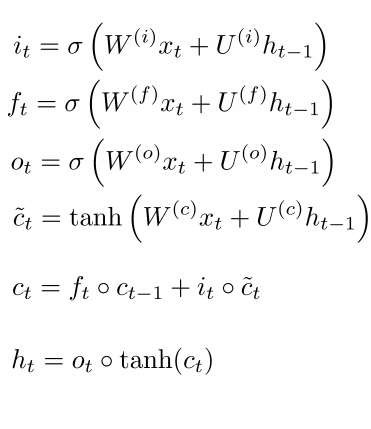 i_t = σ(W^{(i)}x_t + U^{(i)}h_{t−1})
f_t = σ(W^{(f)}x_t + U^{(f)}h_{t−1})
o_t = σ(W^{(o)}x_t + U^{(o)}h_{t−1})
c̃_t = tanh(W^{(c)}x_t + U^{(c)}h_{t−1})
c_t = f_t ∘ c_{t−1} + i_t ∘ c̃_t
h_t = o_t ∘ tanh(c_t)